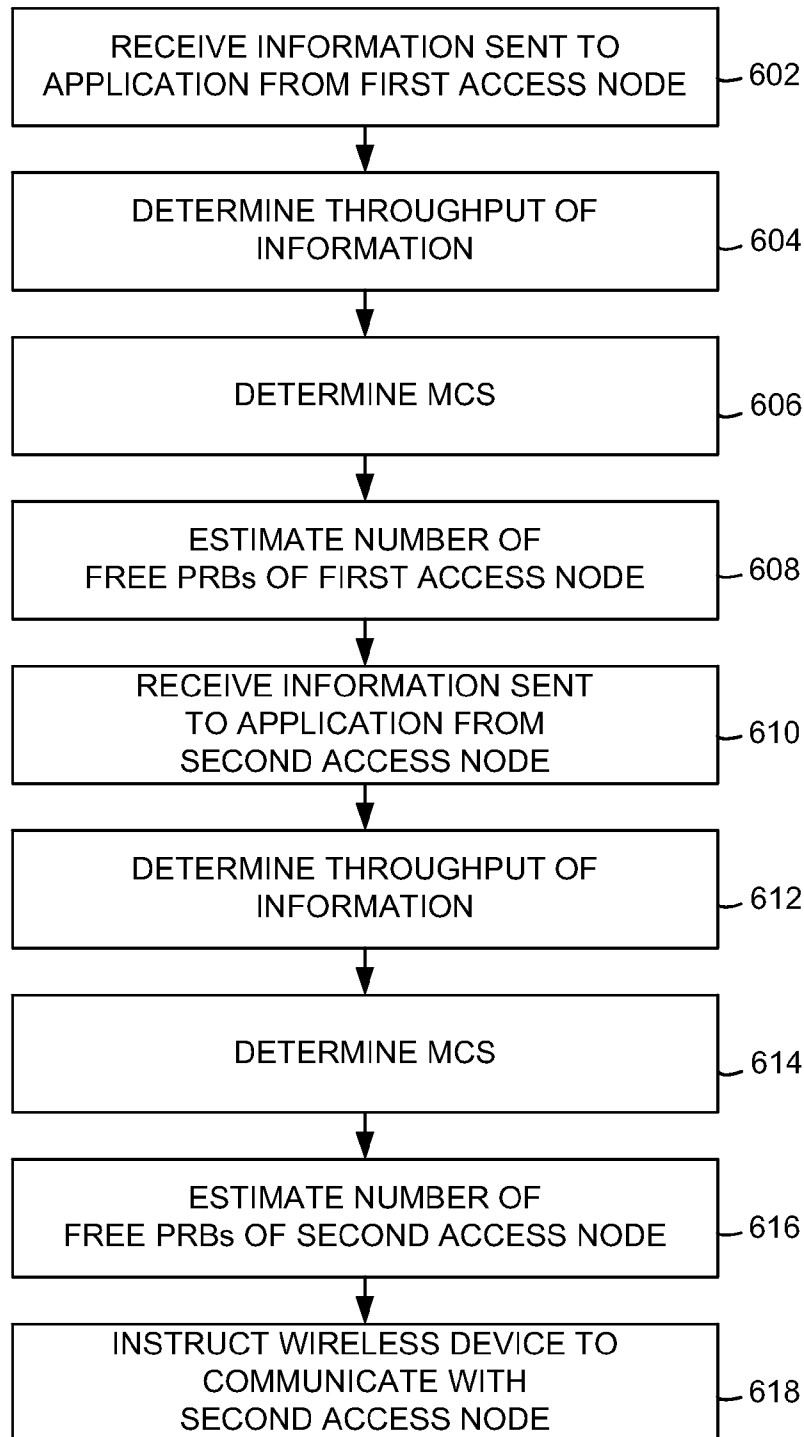 RECEIVE INFORMATION SENT TO
APPLICATION FROM FIRST ACCESS NODE
602
DETERMINE THROUGHPUT OF
INFORMATION
604
DETERMINE MCS
606
ESTIMATE NUMBER OF
FREE PRBs OF FIRST ACCESS NODE
608
RECEIVE INFORMATION SENT
TO APPLICATION FROM
SECOND ACCESS NODE
610
DETERMINE THROUGHPUT OF
INFORMATION
612
DETERMINE MCS
614
ESTIMATE NUMBER OF
FREE PRBs OF SECOND ACCESS NODE
616
INSTRUCT WIRELESS DEVICE TO
COMMUNICATE WITH
SECOND ACCESS NODE
618